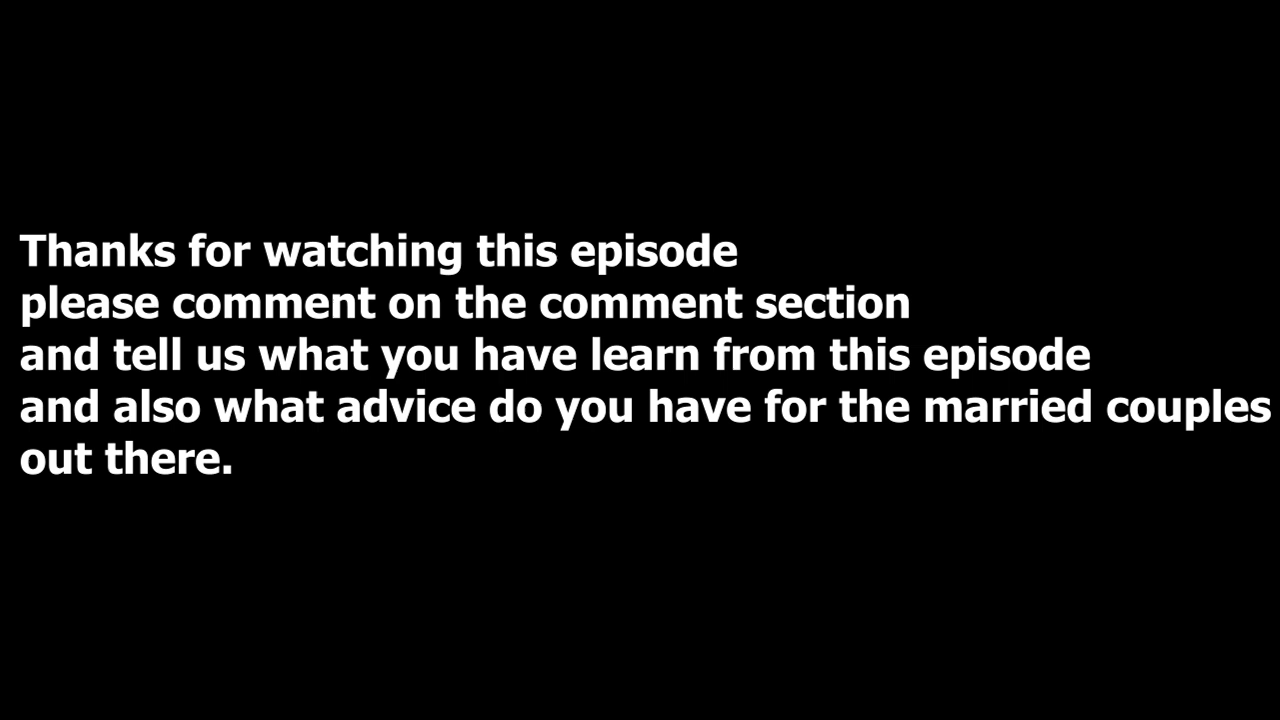 Thanks for watching this episode
please comment on the comment section
and tell us what you have learn from this episode
and also what advice do you have for the married couples
out there.